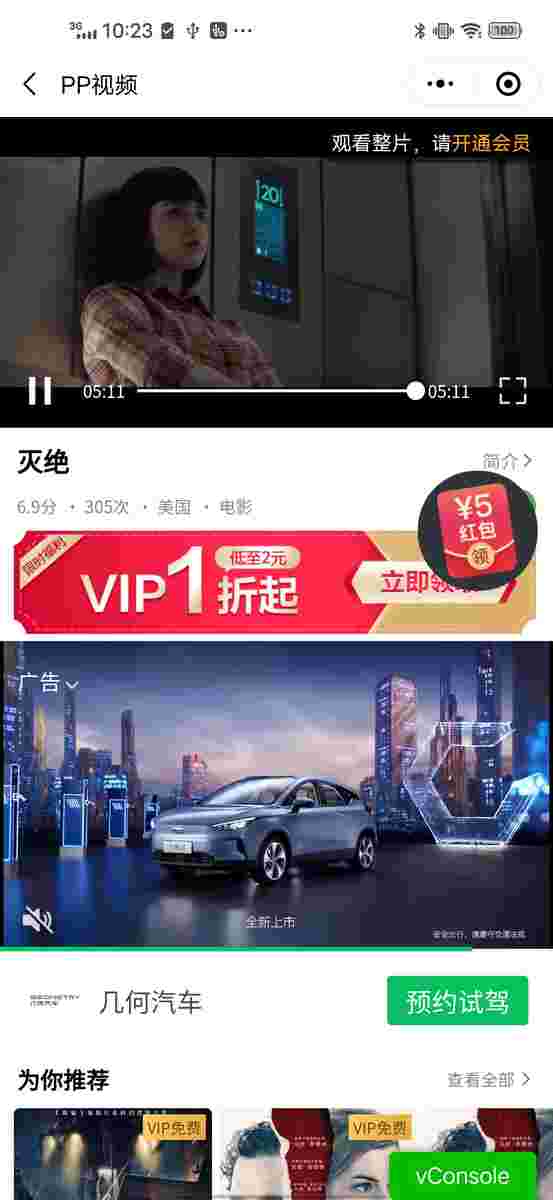 3G 10:23 100
PP视频
观看整片，请开通会员
20
05:11 05:11
灭绝
简介
6.9分 · 305次 · 美国 · 电影
¥5
红包
领
限时福利
低至2元
VIP1折起
立即领
广告
全新上市
安全出行，请遵守交通法规
GEOMETRY
几何汽车
几何汽车
预约试驾
为你推荐
查看全部
VIP免费
VIP免费
vConsole